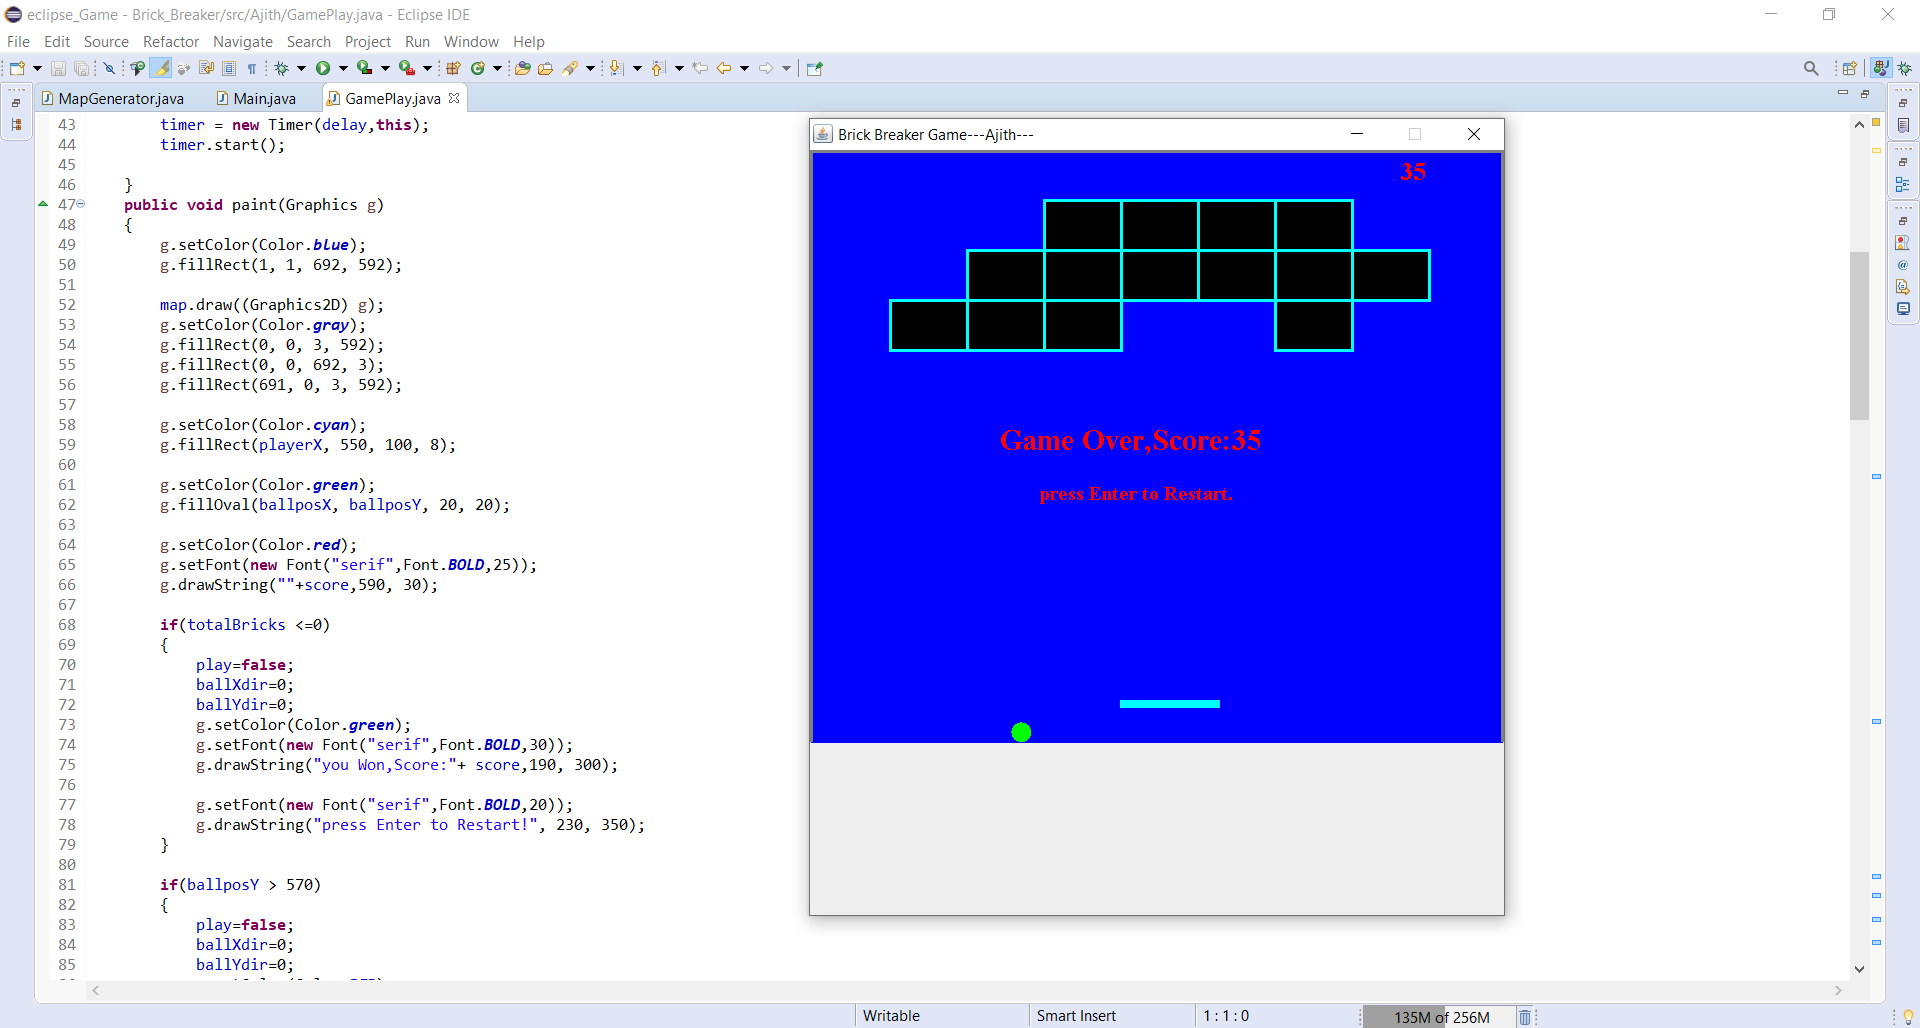 eclipse_Game - Brick_Breaker/src/Ajith/GamePlay.java - Eclipse IDE
File Edit Source Refactor Navigate Search Project Run Window Help
MapGenerator.java Main.java GamePlay.java
43 timer = new Timer(delay,this);
44 timer.start();
45
46 }
47 public void paint(Graphics g)
48 {
49 g.setColor(Color.blue);
50 g.fillRect(1, 1, 692, 592);
51
52 map.draw((Graphics2D) g);
53 g.setColor(Color.gray);
54 g.fillRect(0, 0, 3, 592);
55 g.fillRect(0, 0, 692, 3);
56 g.fillRect(691, 0, 3, 592);
57
58 g.setColor(Color.cyan);
59 g.fillRect(playerX, 550, 100, 8);
60
61 g.setColor(Color.green);
62 g.fillOval(ballposX, ballposY, 20, 20);
63
64 g.setColor(Color.red);
65 g.setFont(new Font("serif",Font.BOLD,25));
66 g.drawString(""+score,590, 30);
67
68 if(totalBricks <=0)
69 {
70 play=false;
71 ballXdir=0;
72 ballYdir=0;
73 g.setColor(Color.green);
74 g.setFont(new Font("serif",Font.BOLD,30));
75 g.drawString("you Won,Score:"+ score,190, 300);
76
77 g.setFont(new Font("serif",Font.BOLD,20));
78 g.drawString("press Enter to Restart!", 230, 350);
79 }
80
81 if(ballposY > 570)
82 {
83 play=false;
84 ballXdir=0;
85 ballYdir=0;
Brick Breaker Game---Ajith---
35
Game Over,Score:35
press Enter to Restart.
Writable Smart Insert 1 : 1 : 0 135M of 256M